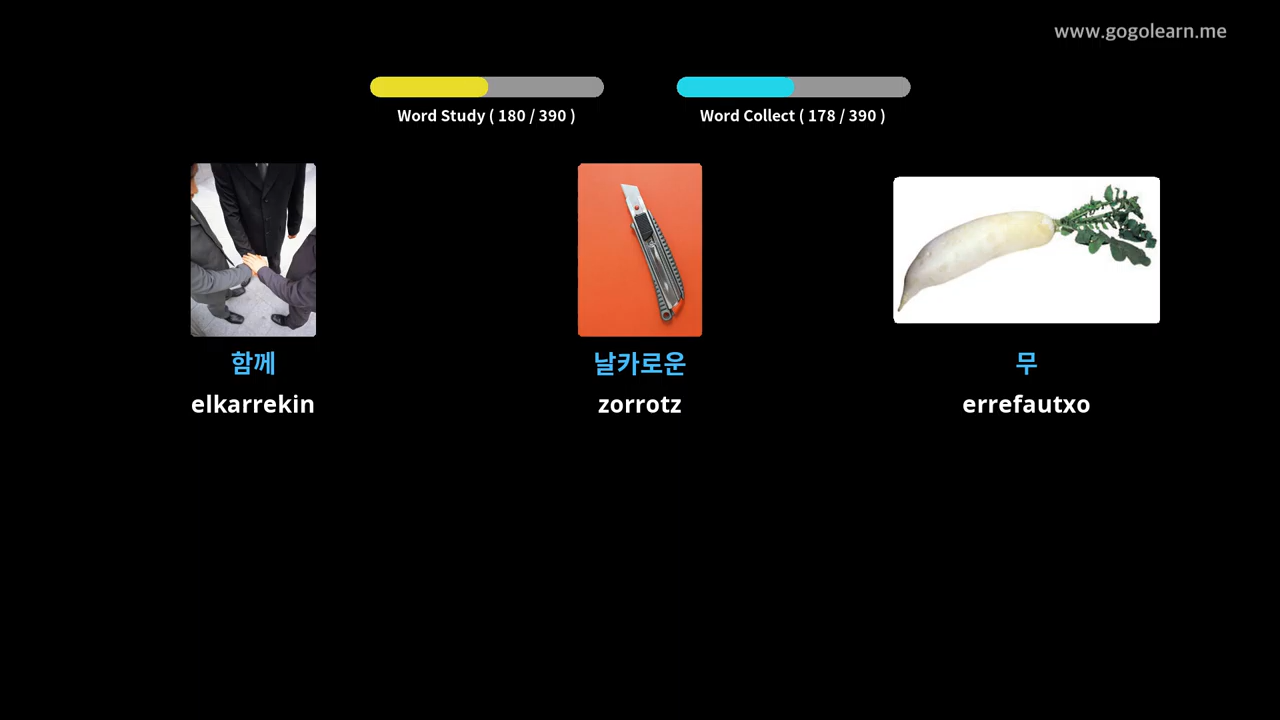 www.gogolearn.me
Word Study ( 180 / 390 )
Word Collect ( 178 / 390 )
함께
날카로운
무
elkarrekin
zorrotz
errefautxo